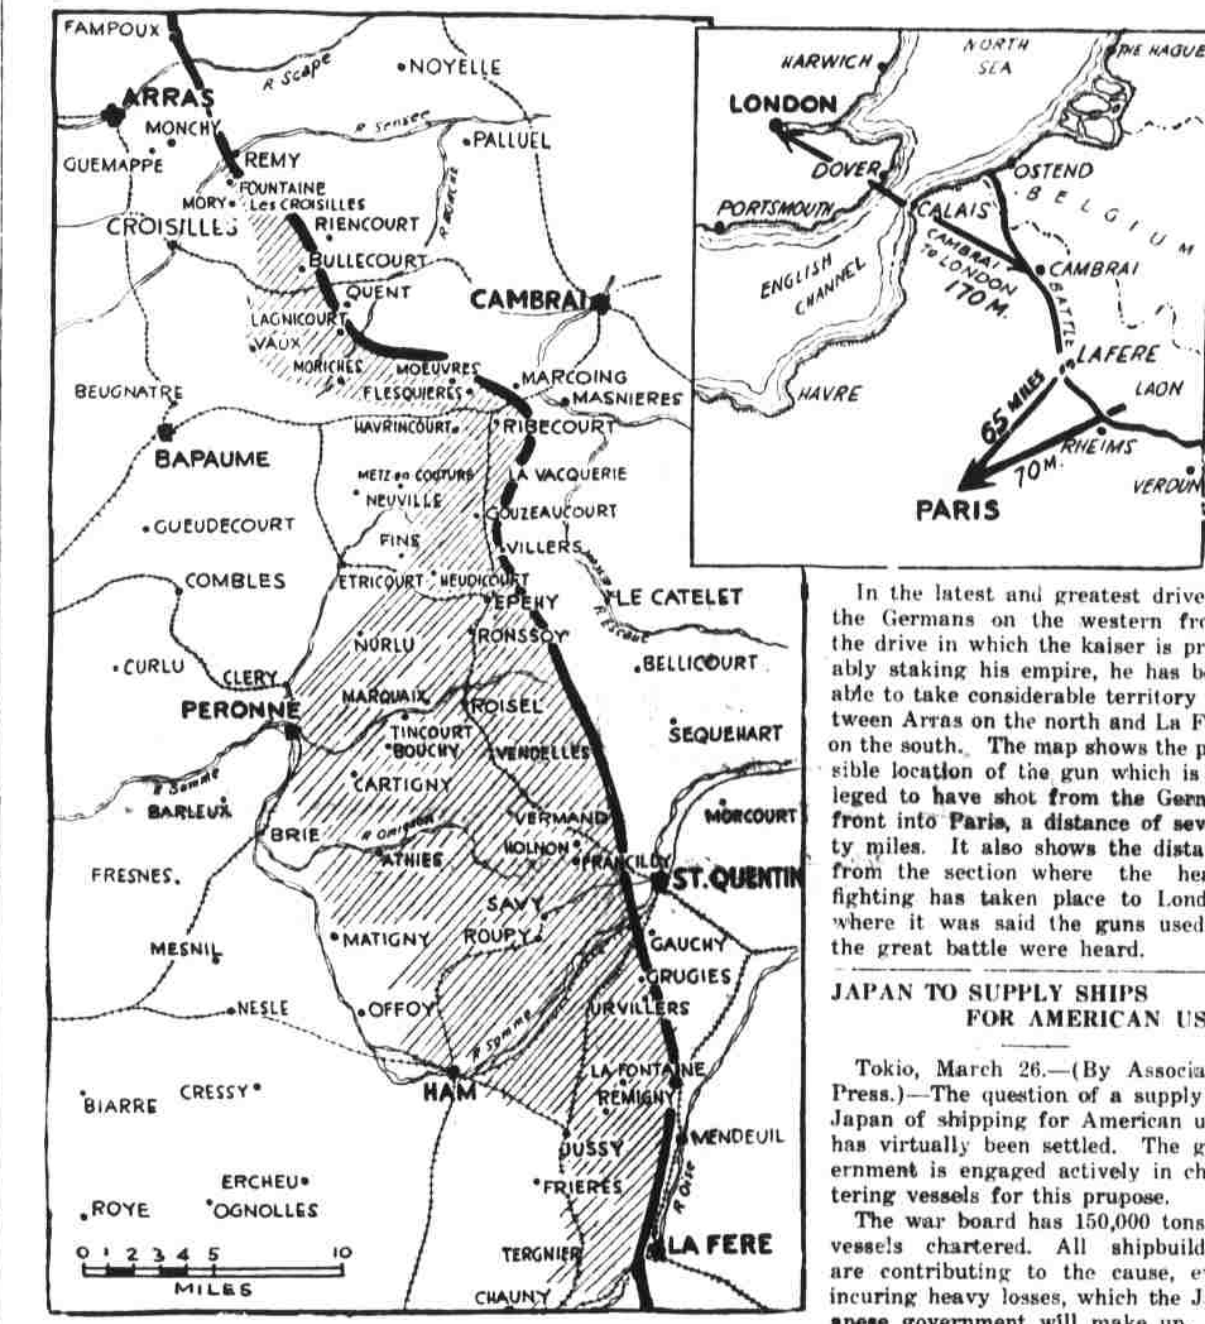 FAMPOUX
R Scape
NOYELLE
ARRAS
MONCHY
R Sensee
PALLUEL
GUEMAPPE
REMY
FOUNTAINE
MORY
Les CROISILLES
CROISILLES
RIENCOURT
BULLECOURT
QUENT
CAMBRAI
LAGNICOURT
VAUX
MORICHES
MOEUVRES
MARCOING
BEUGNATRE
FLESQUIERES
MASNIERES
HAVRINCOURT
RIBECOURT
BAPAUME
METZ en COUTURE
LA VACQUERIE
NEUVILLE
GOUZEAUCOURT
GUEUDECOURT
FINS
VILLERS
COMBLES
ETRICOURT
HEUDICOURT
EPEHY
LE CATELET
R Escaut
NURLU
RONSSOY
BELLICOURT
CURLU
CLERY
MARQUAIX
ROISEL
PERONNE
TINCOURT
BOUCHY
VENDELLES
SEQUEHART
R Somme
CARTIGNY
BARLEUX
VERMAND
MORCOURT
BRIE
R Omignon
HOLNON
ATHIES
FRANCILLY
FRESNES.
ST. QUENTIN
SAVY
MATIGNY
ROUPY
GAUCHY
MESNIL
GRUGIES
NESLE
OFFOY
URVILLERS
R Somme
LA FONTAINE
HAM
REMIGNY
BIARRE
CRESSY
JUSSY
MENDEUIL
ERCHEU
FRIERES
R Oise
ROYE
OGNOLLES
TERGNIER
LA FERE
CHAUNY
0 1 2 3 4 5 10
MILES
NORTH
SEA
THE HAGUE
HARWICH
LONDON
DOVER
OSTEND
BELGIUM
PORTSMOUTH
CALAIS
CAMBRAI
TO LONDON
170 M.
ENGLISH
CHANNEL
CAMBRAI
BATTLE
LAFERE
HAVRE
LAON
65 MILES
RHEIMS
70 M.
VERDUN
PARIS
In the latest and greatest drive
the Germans on the western fro
the drive in which the kaiser is pr
ably staking his empire, he has b
able to take considerable territory
tween Arras on the north and La F
on the south. The map shows the p
sible location of the gun which is
leged to have shot from the Germ
front into Paris, a distance of sev
ty miles. It also shows the dista
from the section where the he
fighting has taken place to Lond
where it was said the guns used
the great battle were heard.
JAPAN TO SUPPLY SHIPS
FOR AMERICAN US
Tokio, March 26.—(By Associa
Press.)—The question of a supply
Japan of shipping for American u
has virtually been settled. The g
ernment is engaged actively in ch
tering vessels for this prupose.
The war board has 150,000 tons
vessels chartered. All shipbuild
are contributing to the cause, e
incuring heavy losses, which the J
anese government will make up